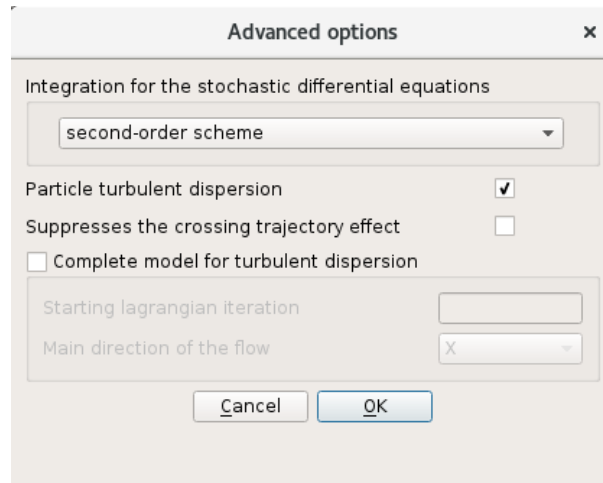 Advanced options
Integration for the stochastic differential equations
second-order scheme
Particle turbulent dispersion
Suppresses the crossing trajectory effect
Complete model for turbulent dispersion
Starting lagrangian iteration
Main direction of the flow X
Cancel OK